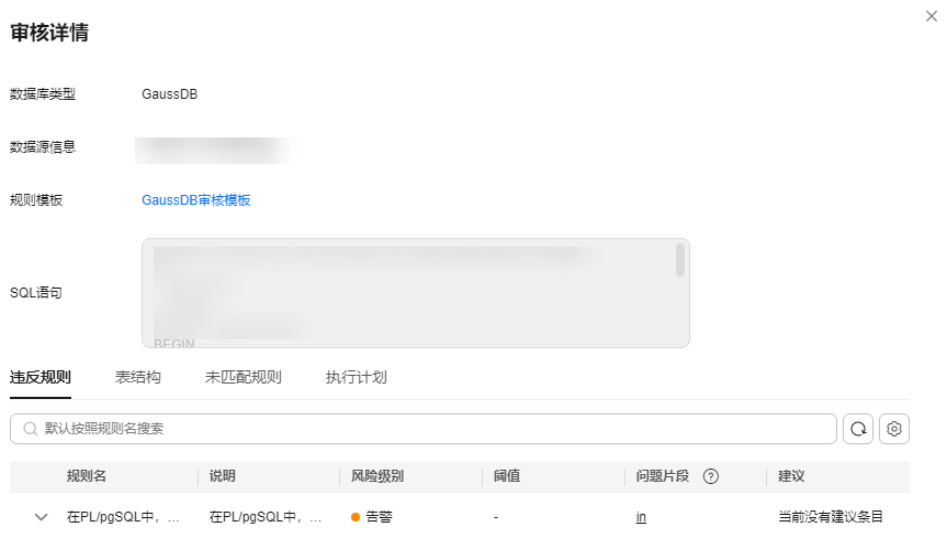 审核详情
数据库类型 GaussDB
数据源信息
规则模板 GaussDB审核模板
SQL语句
BEGIN
违反规则 表结构 未匹配规则 执行计划
默认按照规则名搜索
规则名 说明 风险级别 阈值 问题片段 建议
在PL/pgSQL中, ... 在PL/pgSQL中, ... 告警 - in 当前没有建议条目